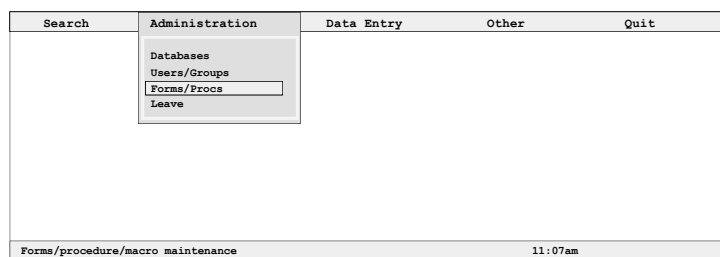 Search Administration Data Entry Other Quit
Databases
Users/Groups
Forms/Procs
Leave
Forms/procedure/macro maintenance 11:07am